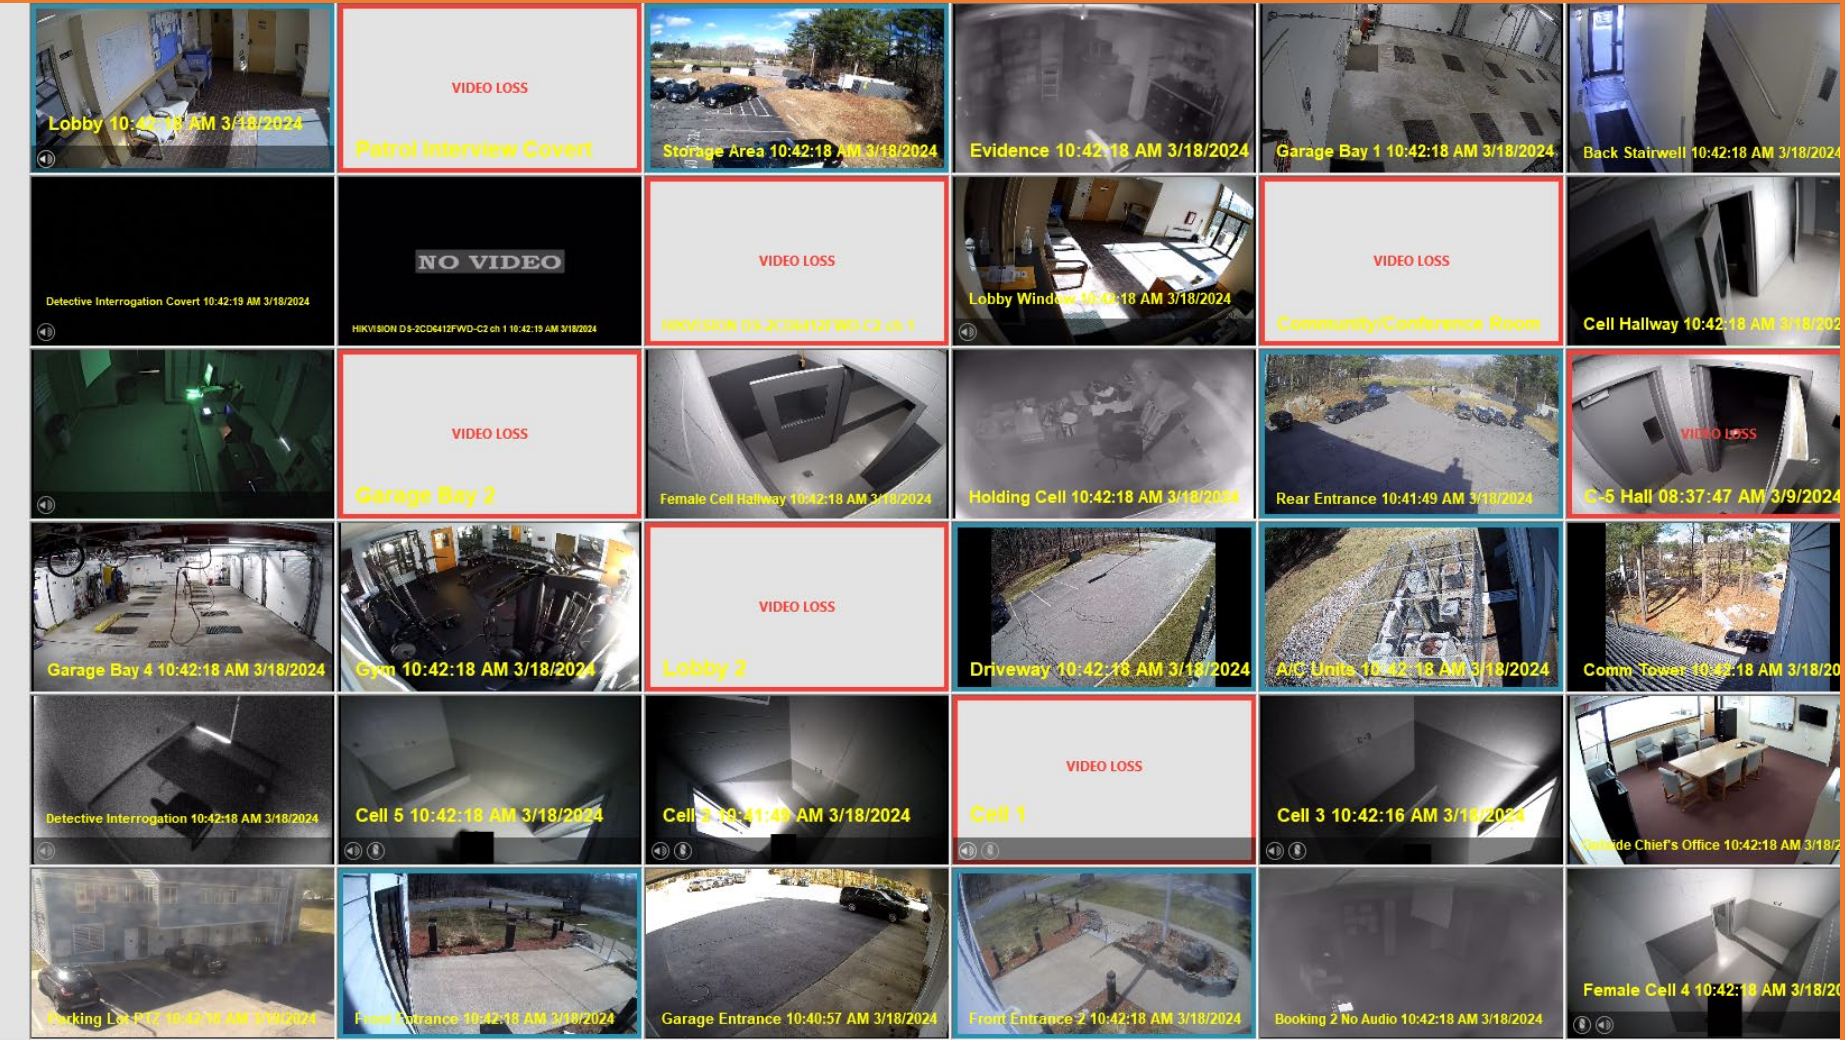 Lobby 10:42:18 AM 3/18/2024
VIDEO LOSS
Patrol Interview Covert
Storage Area 10:42:18 AM 3/18/2024
Evidence 10:42:18 AM 3/18/2024
Garage Bay 1 10:42:18 AM 3/18/2024
Back Stairwell 10:42:18 AM 3/18/2024
Detective Interrogation Covert 10:42:19 AM 3/18/2024
NO VIDEO
HIKVISION DS-2CD6412FWD-C2 ch 1 10:42:19 AM 3/18/2024
VIDEO LOSS
HIKVISION DS-2CD6412FWD-C2 ch 1
Lobby Window 10:42:18 AM 3/18/2024
VIDEO LOSS
Community/Conference Room
Cell Hallway 10:42:18 AM 3/18/202
VIDEO LOSS
Garage Bay 2
Female Cell Hallway 10:42:18 AM 3/18/2024
Holding Cell 10:42:18 AM 3/18/2024
Rear Entrance 10:41:49 AM 3/18/2024
VIDEO LOSS
C-5 Hall 08:37:47 AM 3/9/2024
Garage Bay 4 10:42:18 AM 3/18/2024
Gym 10:42:18 AM 3/18/2024
VIDEO LOSS
Lobby 2
Driveway 10:42:18 AM 3/18/2024
A/C Units 10:42:18 AM 3/18/2024
Comm Tower 10:42:18 AM 3/18/20
Detective Interrogation 10:42:18 AM 3/18/2024
Cell 5 10:42:18 AM 3/18/2024
Cell 2 10:41:49 AM 3/18/2024
VIDEO LOSS
Cell 1
Cell 3 10:42:16 AM 3/18/2024
Outside Chief's Office 10:42:18 AM 3/18/2
Parking Lot PTZ 10:42:18 AM 3/18/2024
Front Entrance 10:42:18 AM 3/18/2024
Garage Entrance 10:40:57 AM 3/18/2024
Front Entrance 2 10:42:18 AM 3/18/2024
Booking 2 No Audio 10:42:18 AM 3/18/2024
Female Cell 4 10:42:18 AM 3/18/20